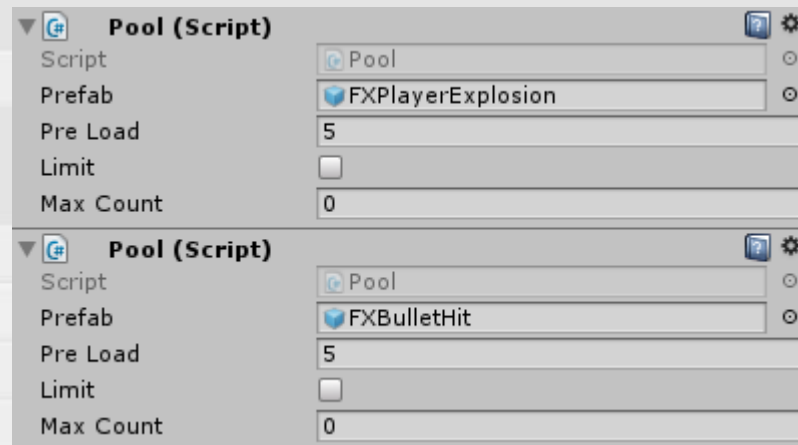 Pool (Script)
Script Pool
Prefab FXPlayerExplosion
Pre Load 5
Limit
Max Count 0
Pool (Script)
Script Pool
Prefab FXBulletHit
Pre Load 5
Limit
Max Count 0